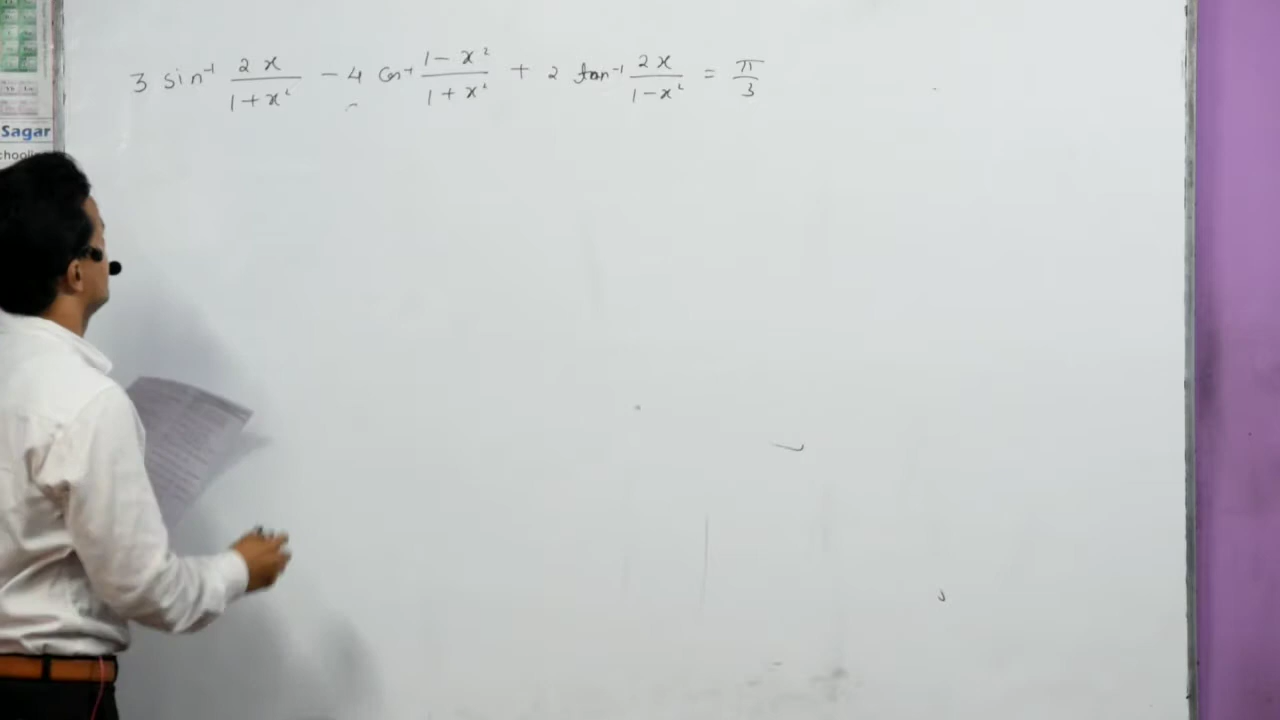 Sagar
chooli
3 sin⁻¹ 2x/(1+x²) − 4 cos⁻¹ (1−x²)/(1+x²) + 2 tan⁻¹ 2x/(1−x²) = π/3